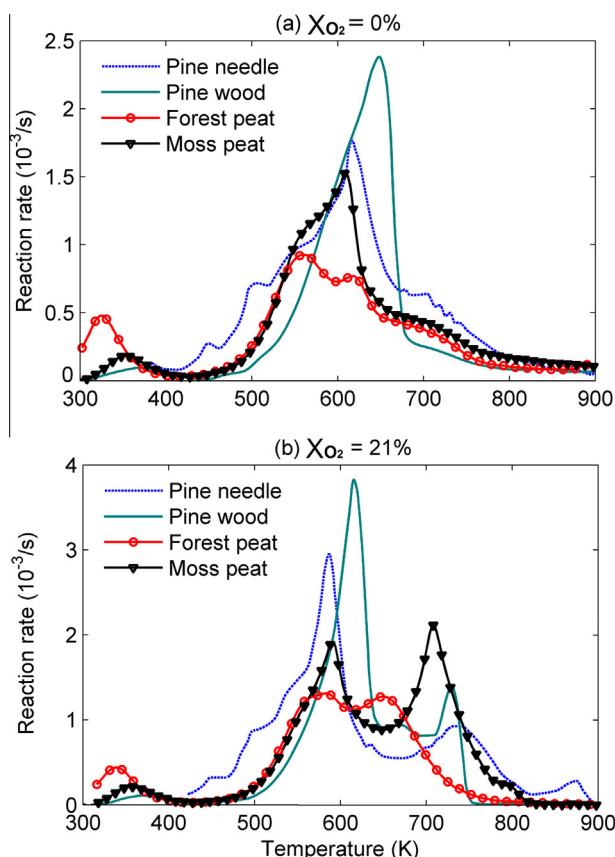 (a) XO₂ = 0%
2.5
2
1.5
1
0.5
0
Reaction rate (10⁻³/s)
Pine needle
Pine wood
Forest peat
Moss peat
300 400 500 600 700 800 900
(b) XO₂ = 21%
4
3
2
1
0
Reaction rate (10⁻³/s)
Pine needle
Pine wood
Forest peat
Moss peat
300 400 500 600 700 800 900
Temperature (K)